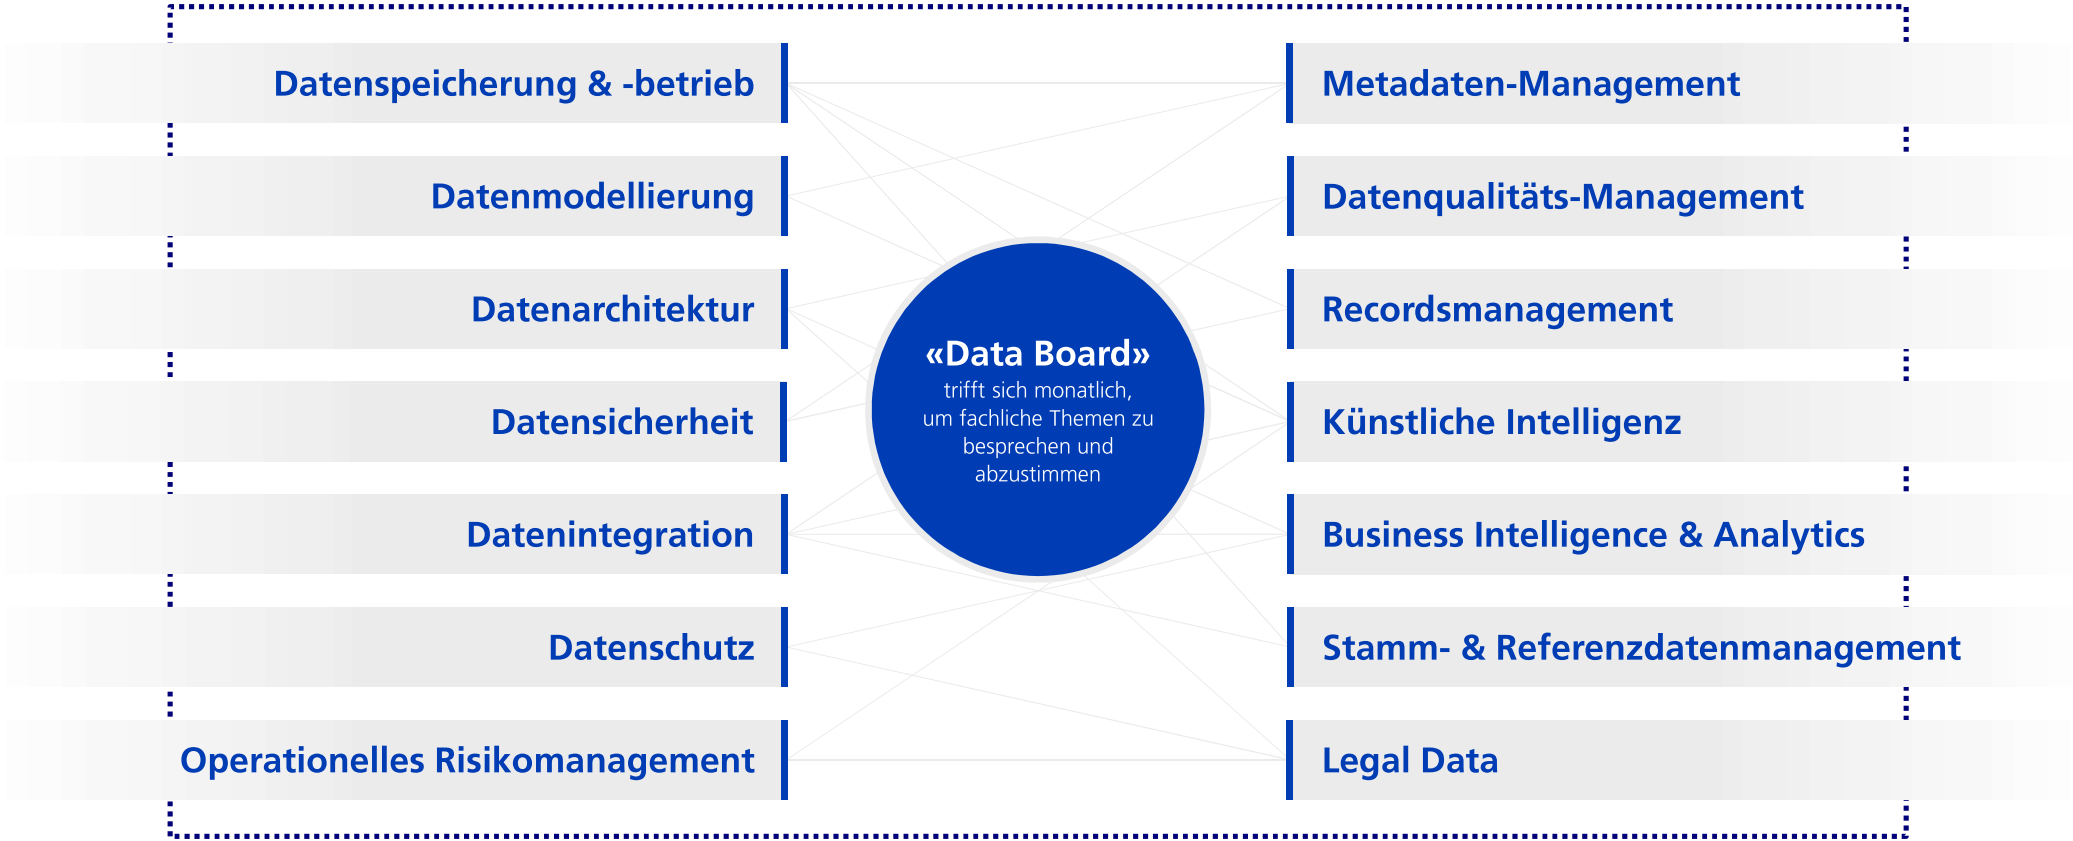 Datenspeicherung & -betrieb
Datenmodellierung
Datenarchitektur
Datensicherheit
Datenintegration
Datenschutz
Operationelles Risikomanagement
«Data Board»
trifft sich monatlich,
um fachliche Themen zu
besprechen und
abzustimmen
Metadaten-Management
Datenqualitäts-Management
Recordsmanagement
Künstliche Intelligenz
Business Intelligence & Analytics
Stamm- & Referenzdatenmanagement
Legal Data